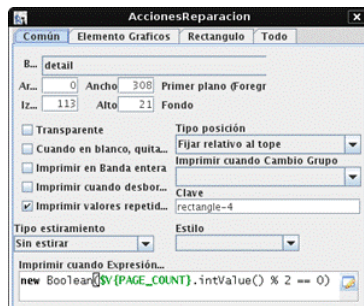 AccionesReparacion
Común Elemento Graficos Rectangulo Todo
B... detail
Ar... 0 Ancho 308 Primer plano (Foregr
Iz... 113 Alto 21 Fondo
Transparente
Tipo posición
Cuando en blanco, quita...
Fijar relativo al tope
Imprimir en Banda entera
Imprimir cuando Cambio Grupo
Imprimir cuando desbor...
Clave
Imprimir valores repetid...
rectangle-4
Tipo estiramiento Estilo
Sin estirar
Imprimir cuando Expresión...
new Boolean($V{PAGE_COUNT}.intValue() % 2 == 0)